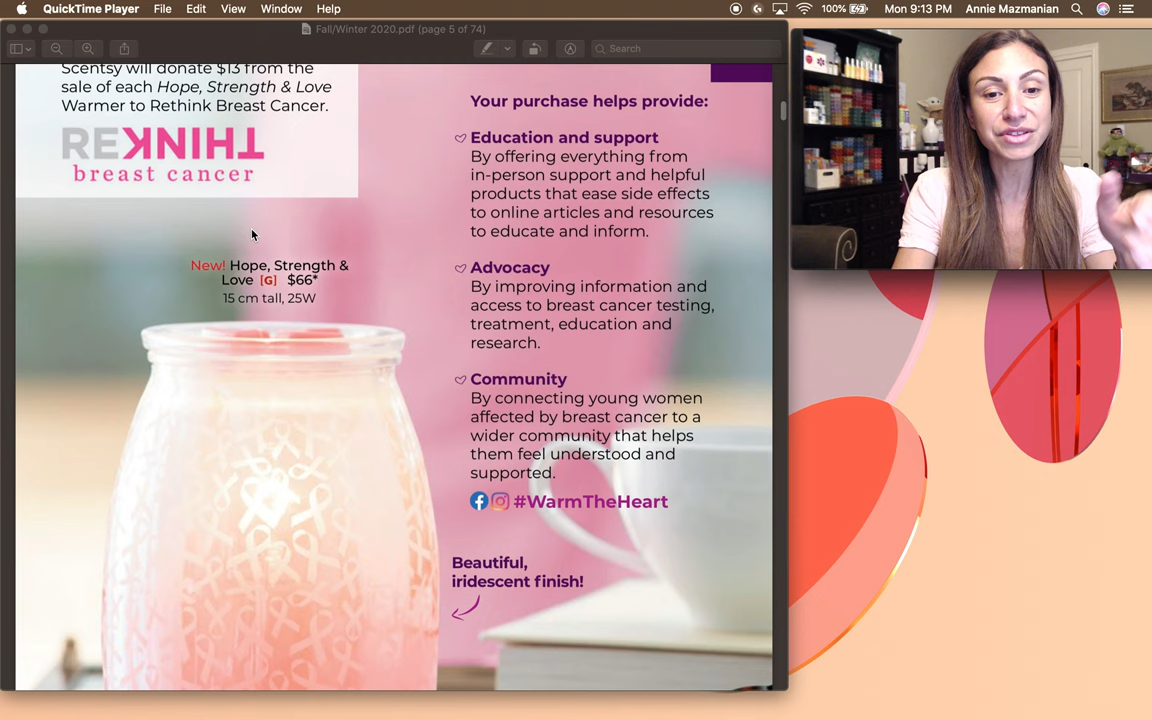 QuickTime Player File Edit View Window Help 100% Mon 9:13 PM Annie Mazmanian
Fall/Winter 2020.pdf (page 5 of 74)
Search
Scentsy will donate $13 from the
sale of each Hope, Strength & Love
Warmer to Rethink Breast Cancer.
RETHINK
breast cancer
New! Hope, Strength &
Love [G] $66*
15 cm tall, 25W
Your purchase helps provide:
Education and support
By offering everything from
in-person support and helpful
products that ease side effects
to online articles and resources
to educate and inform.
Advocacy
By improving information and
access to breast cancer testing,
treatment, education and
research.
Community
By connecting young women
affected by breast cancer to a
wider community that helps
them feel understood and
supported.
#WarmTheHeart
Beautiful,
iridescent finish!